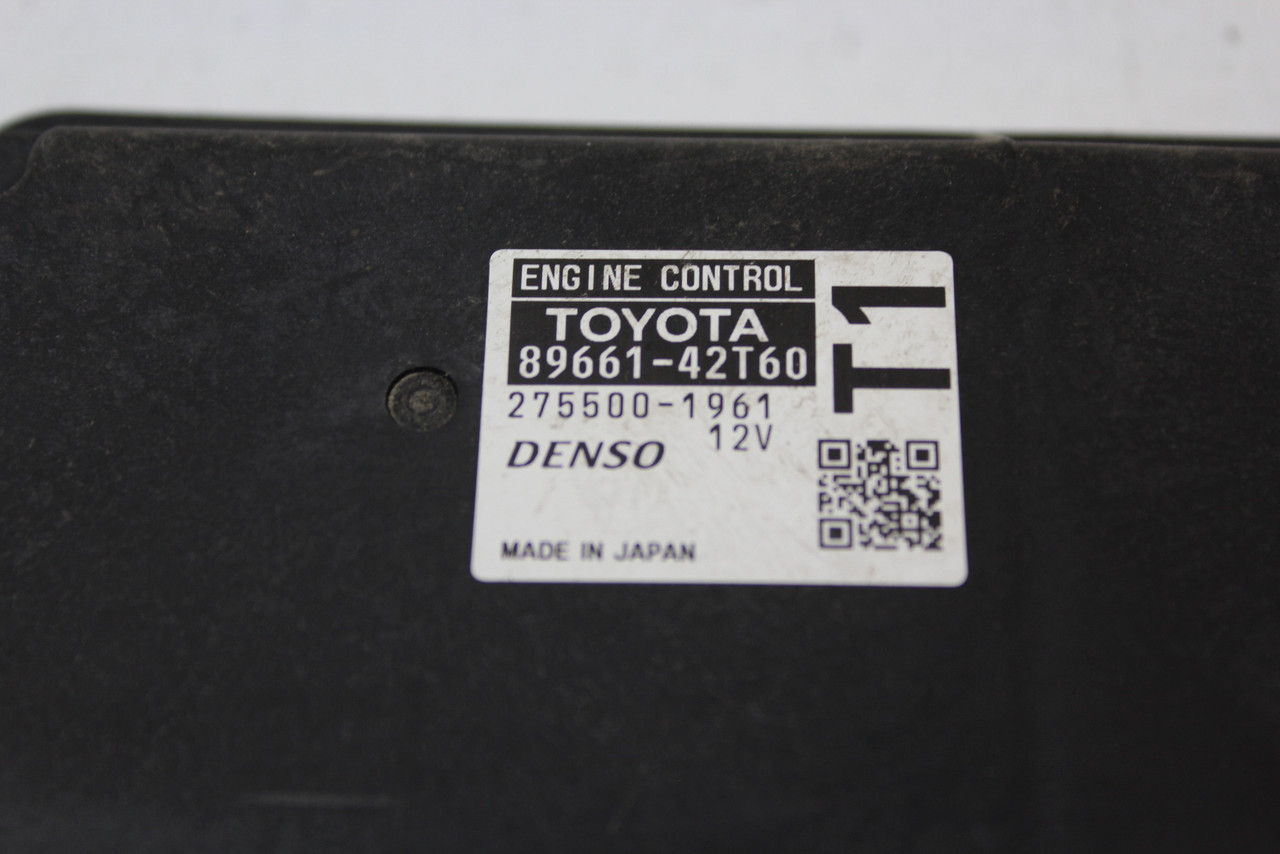 ENGINE CONTROL
TOYOTA
89661-42T60
275500-1961
12V
DENSO
MADE IN JAPAN
T1